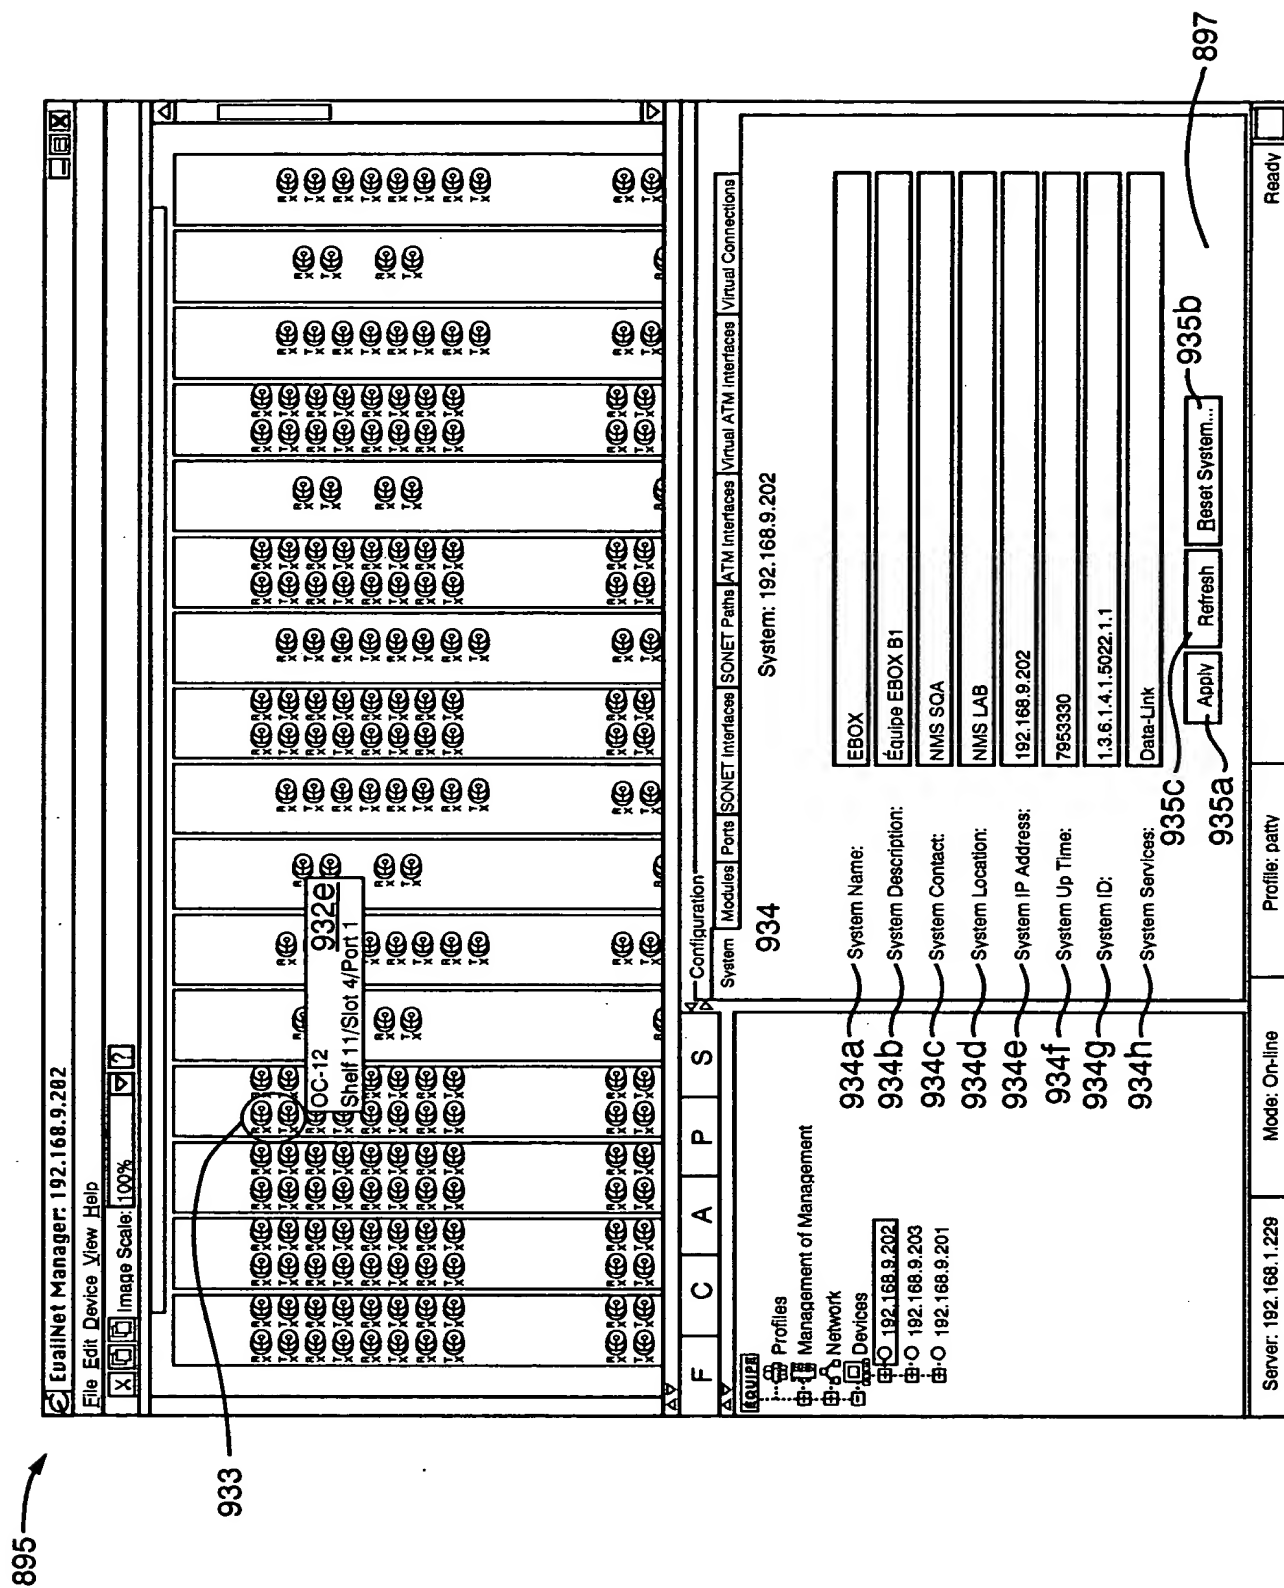 895
EuailNet Manager: 192.168.9.202
File Edit Device View Help
Image Scale: 100% ?
933
OC-12
932e
Shelf 11/Slot 4/Port 1
F C A P S
EQUIPE
Profiles
Management of Management
Network
Devices
192.168.9.202
192.168.9.203
192.168.9.201
Configuration
System Modules Ports SONET Interfaces SONET Paths ATM Interfaces Virtual ATM Interfaces Virtual Connections
934
System: 192.168.9.202
934a System Name: EBOX
934b System Description: Équipe EBOX B1
934c System Contact: NMS SQA
934d System Location: NMS LAB
934e System IP Address: 192.168.9.202
934f System Up Time: 7953330
934g System ID: 1.3.6.1.4.1.5022.1.1
934h System Services: Data-Link
935c
935a
Apply Refresh Reset System...
935b
897
Server: 192.168.1.229 Mode: On-line Profile: patty Ready